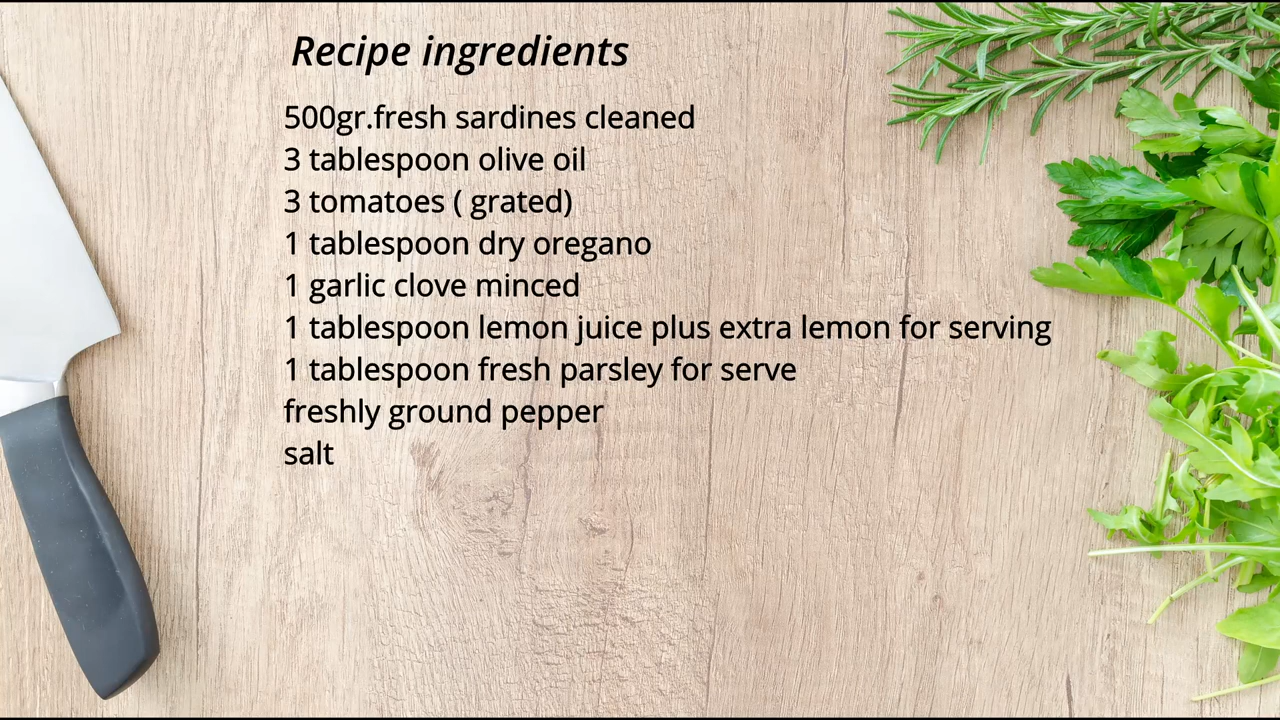 Recipe ingredients
500gr.fresh sardines cleaned
3 tablespoon olive oil
3 tomatoes ( grated)
1 tablespoon dry oregano
1 garlic clove minced
1 tablespoon lemon juice plus extra lemon for serving
1 tablespoon fresh parsley for serve
freshly ground pepper
salt